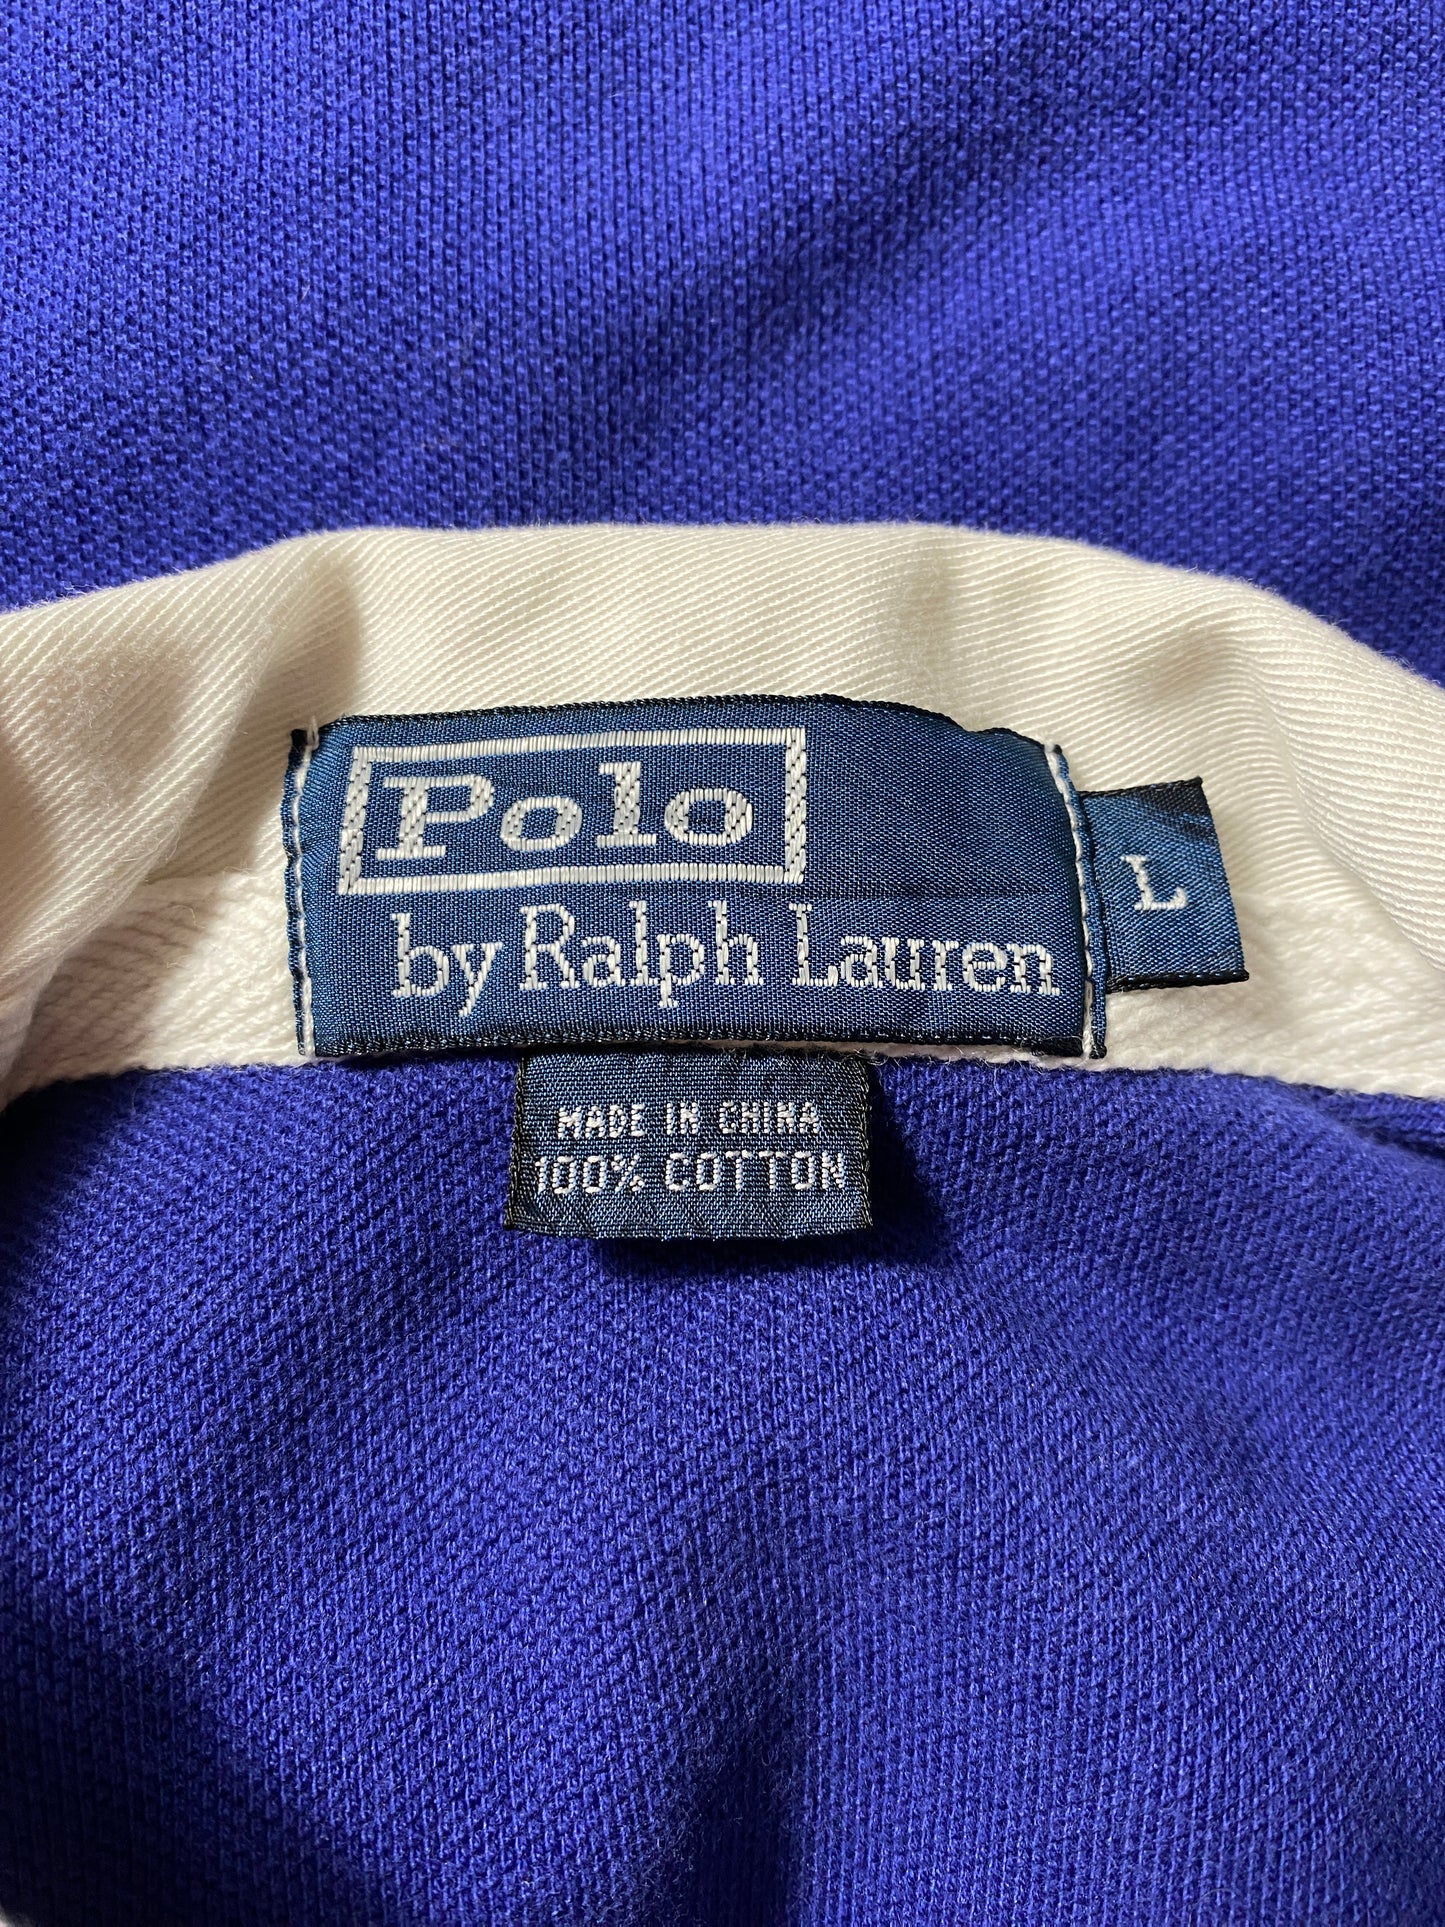 Polo
by Ralph Lauren
L
MADE IN CHINA
100% COTTON